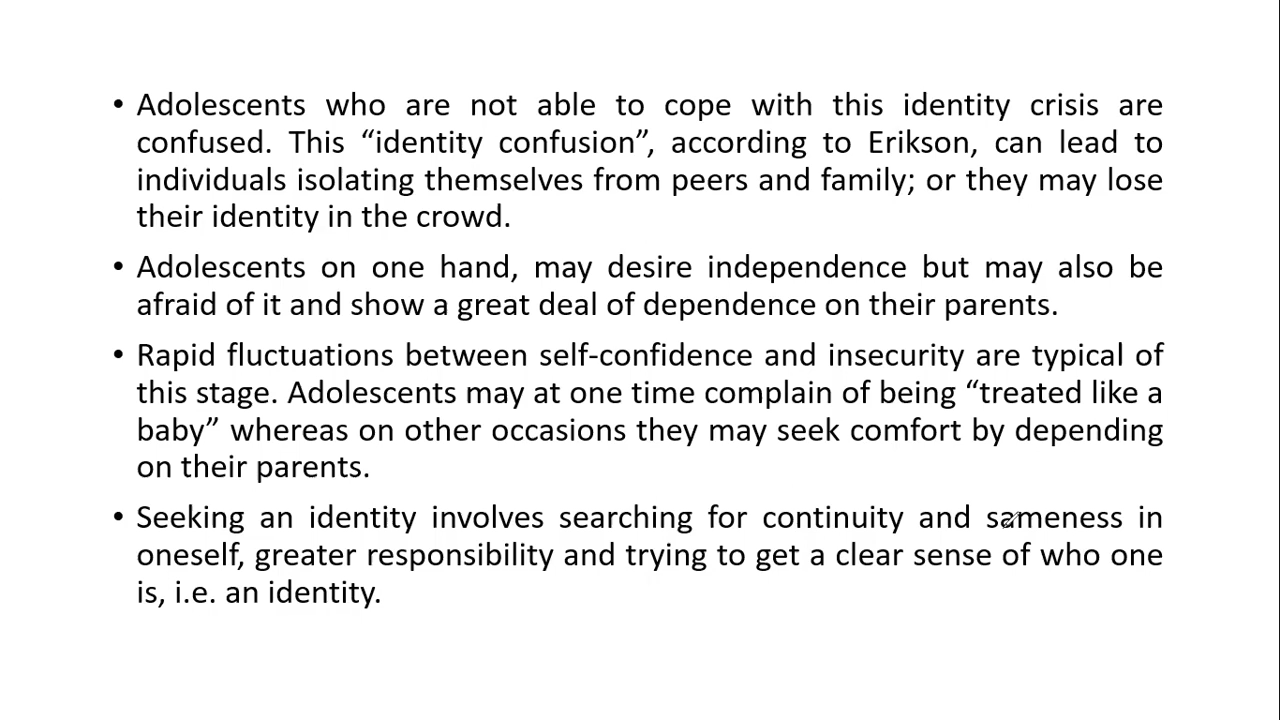 • Adolescents who are not able to cope with this identity crisis are
confused. This “identity confusion”, according to Erikson, can lead to
individuals isolating themselves from peers and family; or they may lose
their identity in the crowd.
• Adolescents on one hand, may desire independence but may also be
afraid of it and show a great deal of dependence on their parents.
• Rapid fluctuations between self-confidence and insecurity are typical of
this stage. Adolescents may at one time complain of being “treated like a
baby” whereas on other occasions they may seek comfort by depending
on their parents.
• Seeking an identity involves searching for continuity and sameness in
oneself, greater responsibility and trying to get a clear sense of who one
is, i.e. an identity.